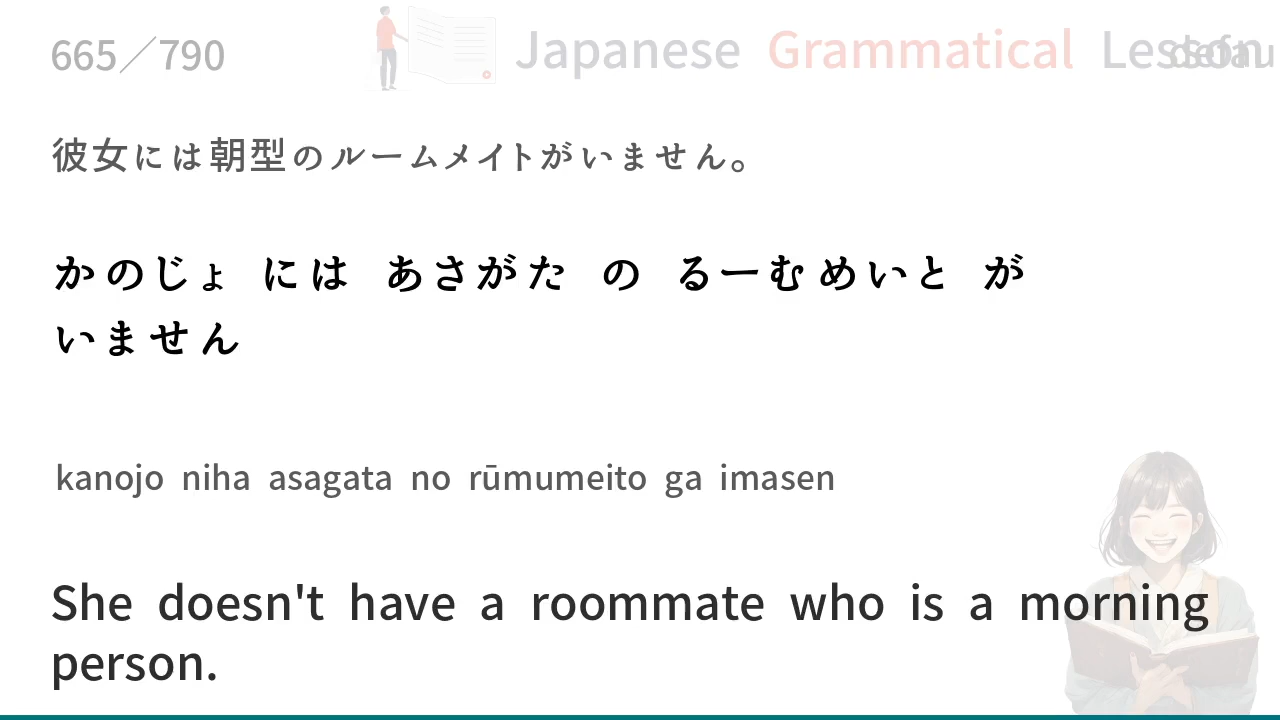 665／790
Japanese Grammatical Lesson
defau
彼女には朝型のルームメイトがいません。
かのじょ には あさがた の るーむめいと が
いません
kanojo niha asagata no rūmumeito ga imasen
She doesn't have a roommate who is a morning
person.